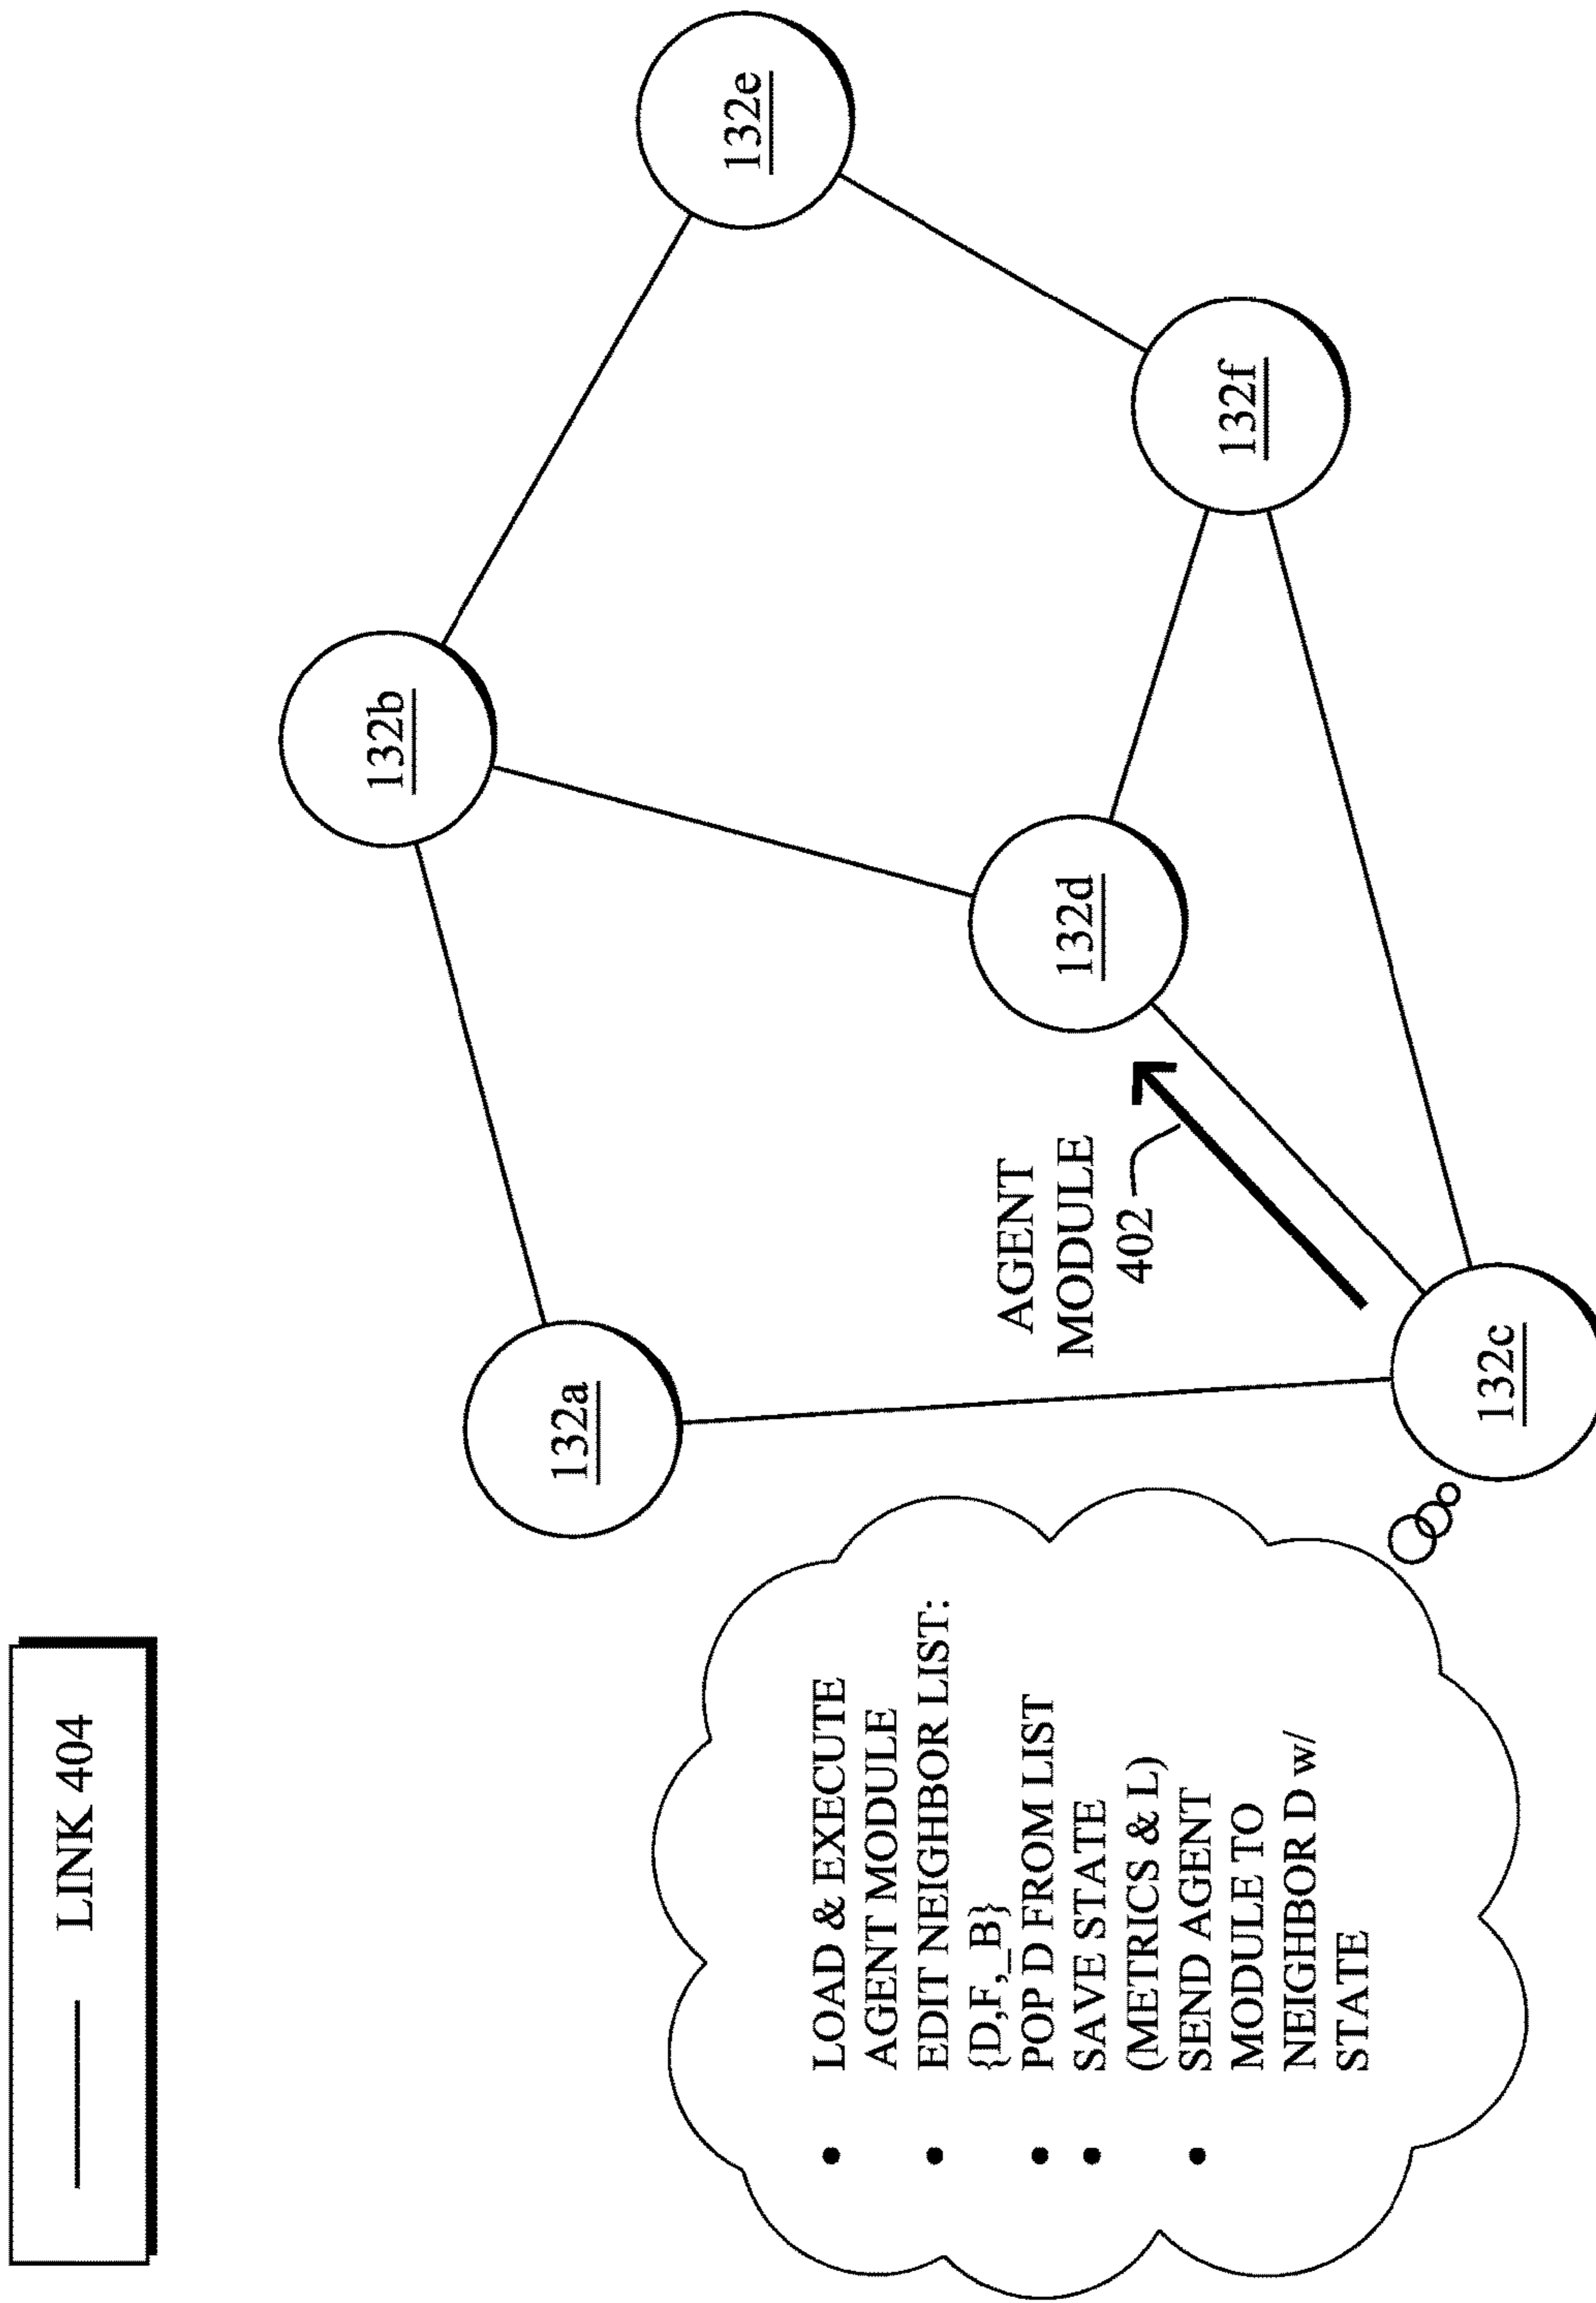 LINK 404
132a
132b
132e
132d
132f
132c
AGENT
MODULE
402
• LOAD & EXECUTE
AGENT MODULE
• EDIT NEIGHBOR LIST:
{D,F,_B}
• POP D FROM LIST
• SAVE STATE
(METRICS & L)
• SEND AGENT
MODULE TO
NEIGHBOR D w/
STATE